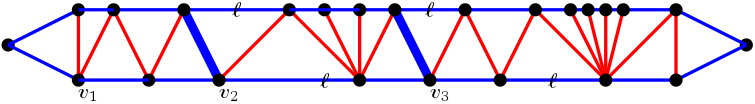 ℓ ℓ
ℓ ℓ
v₁ v₂ v₃